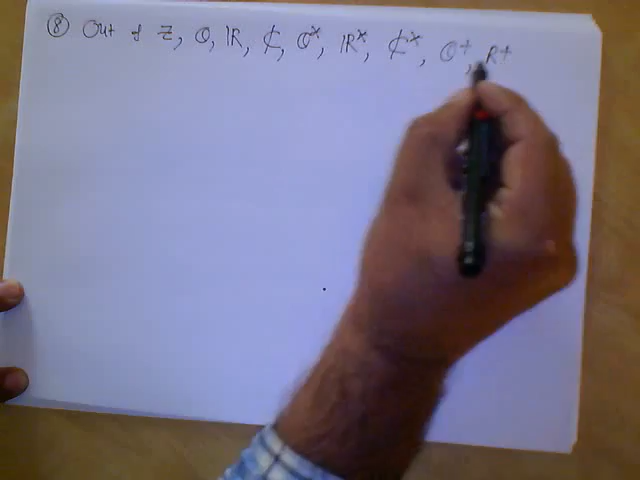 ⑧ Out of Z, Q, ℝ, ₵, Q*, ℝ*, ₵*, Q⁺, R⁺